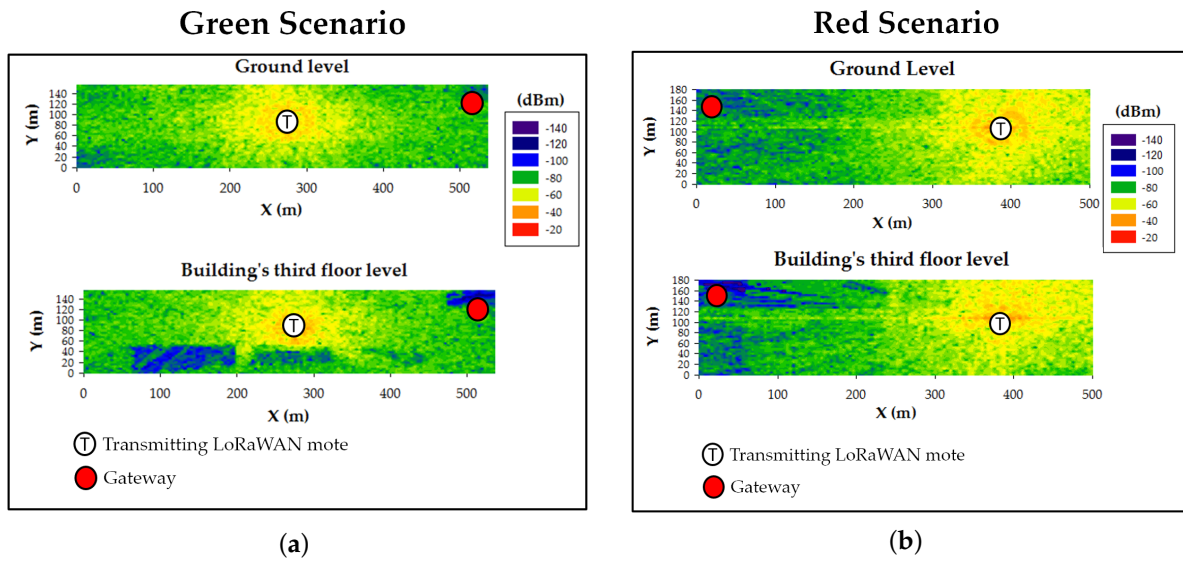 Green Scenario
Ground level
140
120
100
80
60
40
20
0
Y (m)
0 100 200 300 400 500
X (m)
(dBm)
-140
-120
-100
-80
-60
-40
-20
T
Building's third floor level
140
120
100
80
60
40
20
0
Y (m)
0 100 200 300 400 500
X (m)
T
T Transmitting LoRaWAN mote
Gateway
(a)
Red Scenario
Ground Level
180
160
140
120
100
80
60
40
20
0
Y (m)
0 100 200 300 400 500
X (m)
(dBm)
-140
-120
-100
-80
-60
-40
-20
T
Building's third floor level
180
160
140
120
100
80
60
40
20
0
Y (m)
0 100 200 300 400 500
X (m)
T
T Transmitting LoRaWAN mote
Gateway
(b)